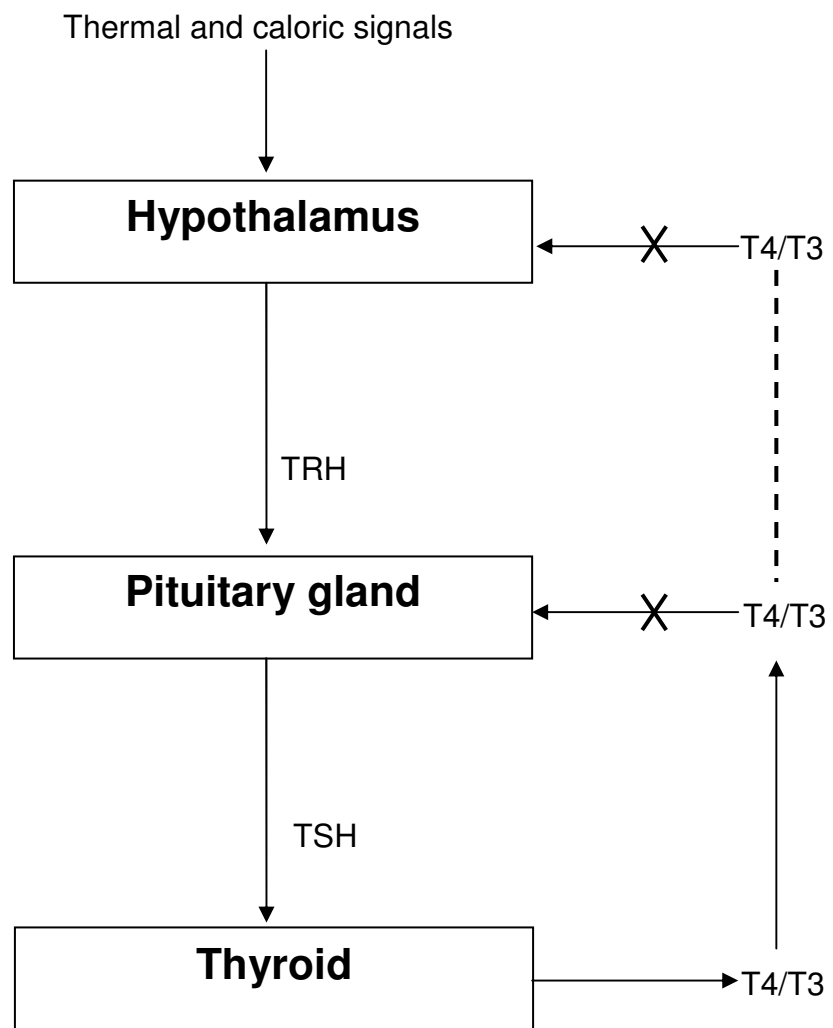 Thermal and caloric signals
Hypothalamus
T4/T3
TRH
Pituitary gland
T4/T3
TSH
Thyroid
T4/T3